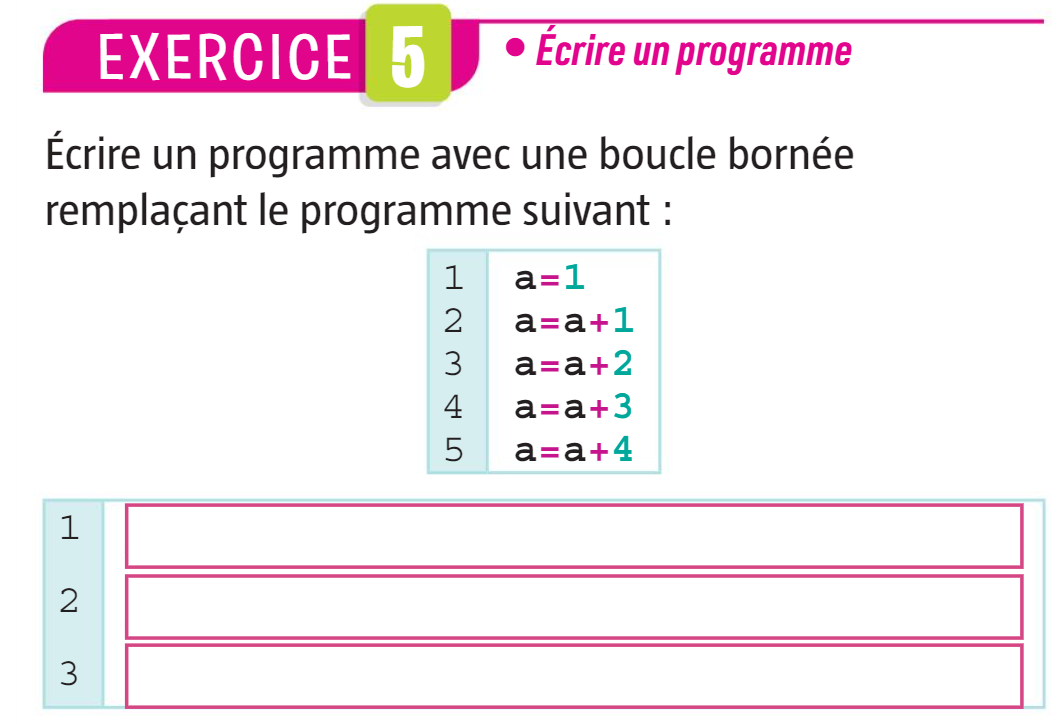 EXERCICE 5 • Écrire un programme
Écrire un programme avec une boucle bornée
remplaçant le programme suivant :
1 a=1
2 a=a+1
3 a=a+2
4 a=a+3
5 a=a+4
1
2
3